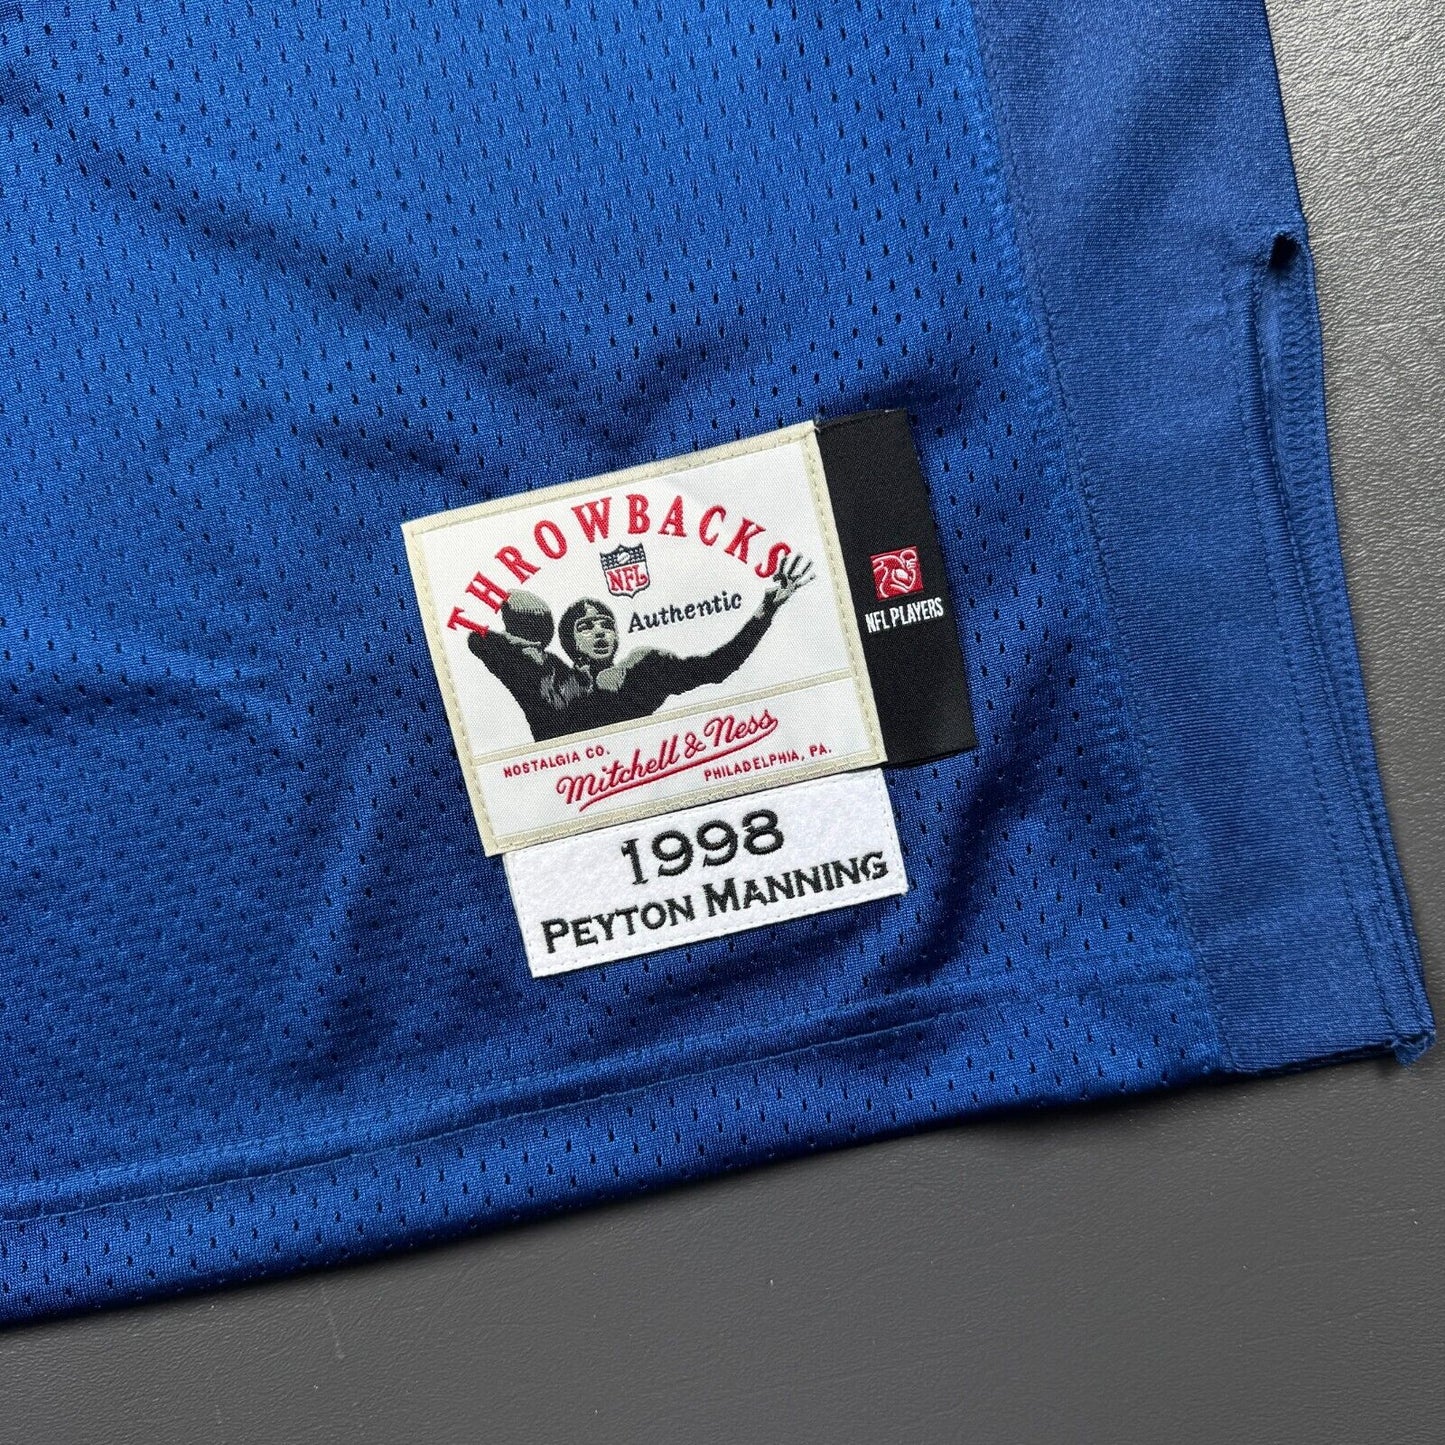 THROWBACKS
NFL
Authentic
NFL PLAYERS
NOSTALGIA CO.
Mitchell & Ness
PHILADELPHIA, PA.
1998
PEYTON MANNING